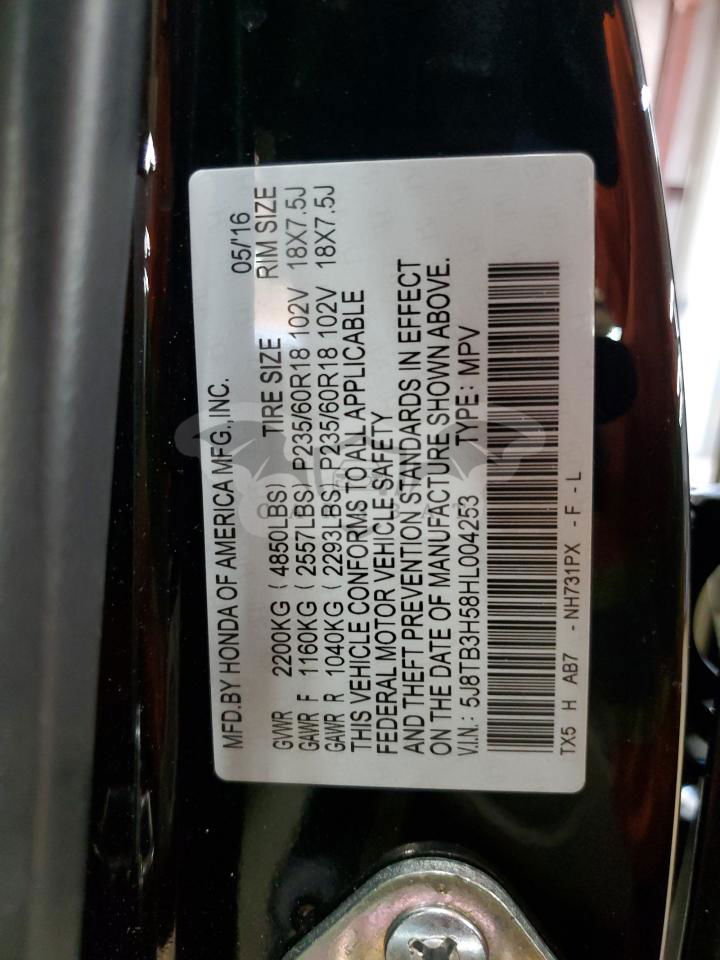 MFD.BY HONDA OF AMERICA MFG.,INC. 05/'16
GVWR 2200KG ( 4850LBS) TIRE SIZE RIM SIZE
GAWR F 1160KG ( 2557LBS) P235/60R18 102V 18X7.5J
GAWR R 1040KG ( 2293LBS) P235/60R18 102V 18X7.5J
THIS VEHICLE CONFORMS TO ALL APPLICABLE
FEDERAL MOTOR VEHICLE SAFETY
AND THEFT PREVENTION STANDARDS IN EFFECT
ON THE DATE OF MANUFACTURE SHOWN ABOVE.
V.I.N.: 5J8TB3H58HL004253 TYPE: MPV
TX5 H AB7 - NH731PX - F - L